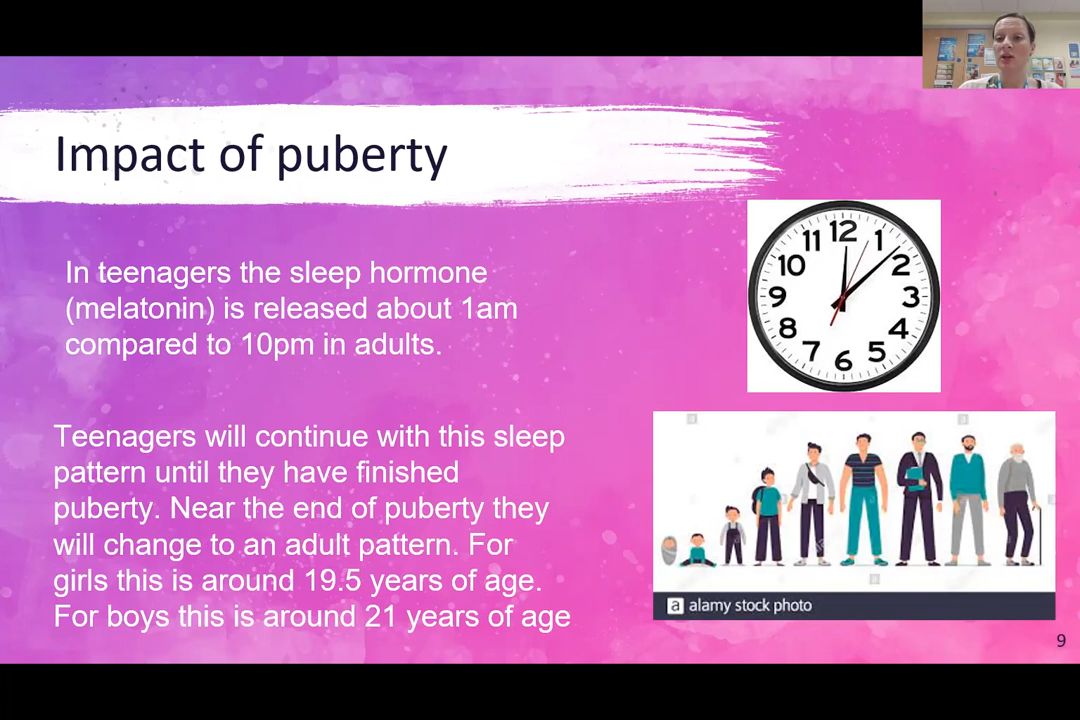 Impact of puberty
In teenagers the sleep hormone
(melatonin) is released about 1am
compared to 10pm in adults.
Teenagers will continue with this sleep
pattern until they have finished
puberty. Near the end of puberty they
will change to an adult pattern. For
girls this is around 19.5 years of age.
For boys this is around 21 years of age
12
1
2
3
4
5
6
7
8
9
10
11
a alamy stock photo
9